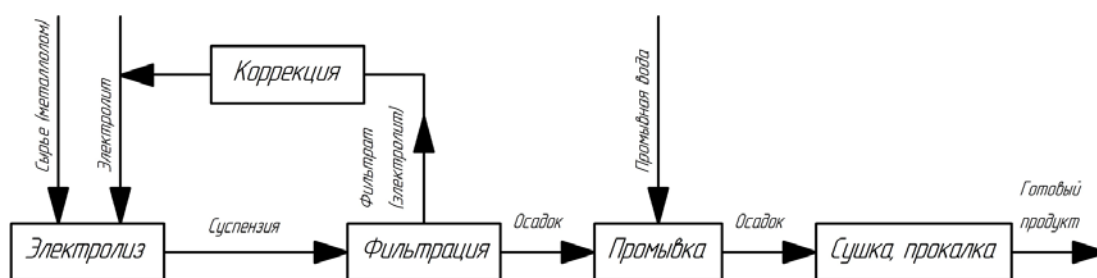 Сырье (металлолом)
Электролит
Коррекция
Фильтрат
(электролит)
Промывная вода
Электролиз
Суспензия
Фильтрация
Осадок
Промывка
Осадок
Сушка, прокалка
Готовый
продукт